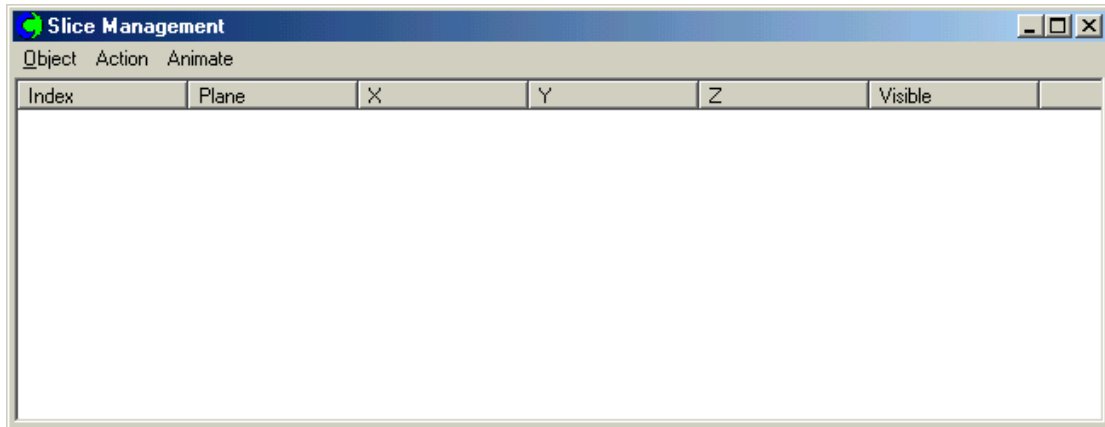 Slice Management
Object Action Animate
Index Plane X Y Z Visible